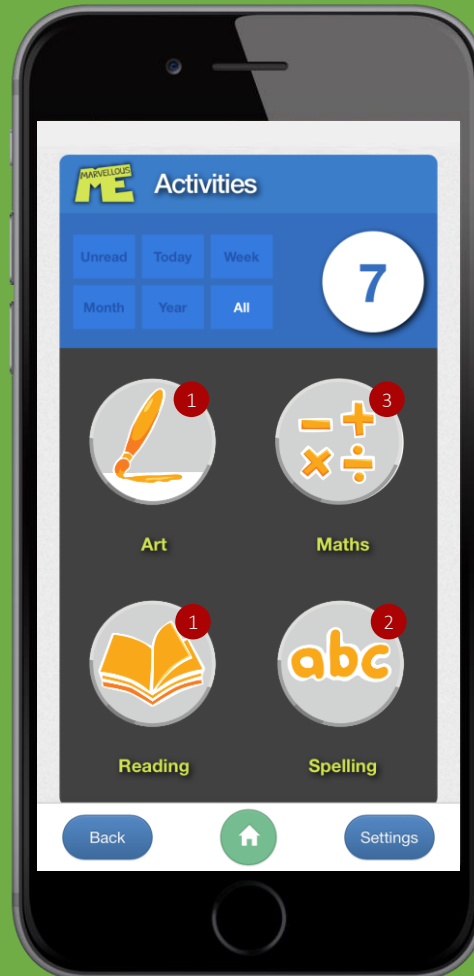 MARVELLOUS
ME
Activities
Unread Today Week
Month Year All
7
1
3
Art Maths
1
2
abc
Reading Spelling
Back Settings